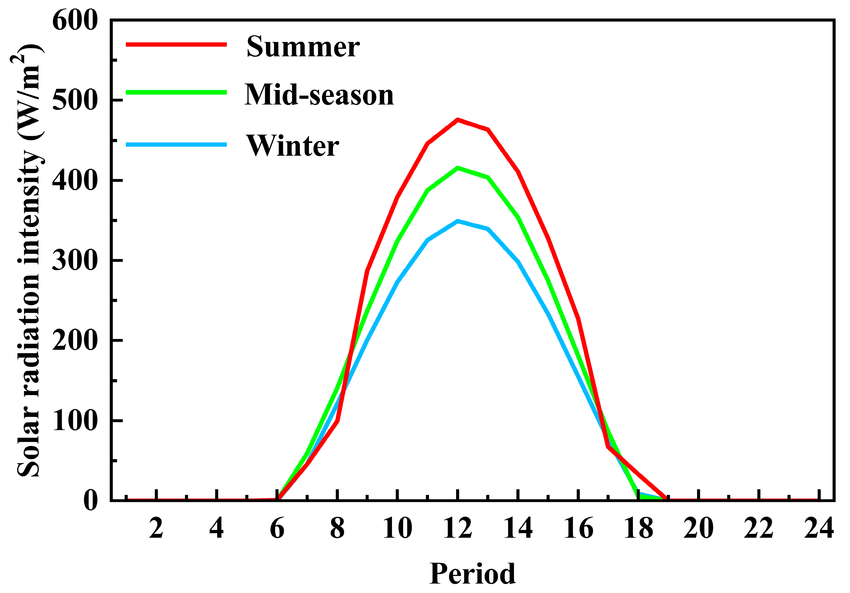 Solar radiation intensity (W/m²)
600
500
400
300
200
100
0
Summer
Mid-season
Winter
2 4 6 8 10 12 14 16 18 20 22 24
Period